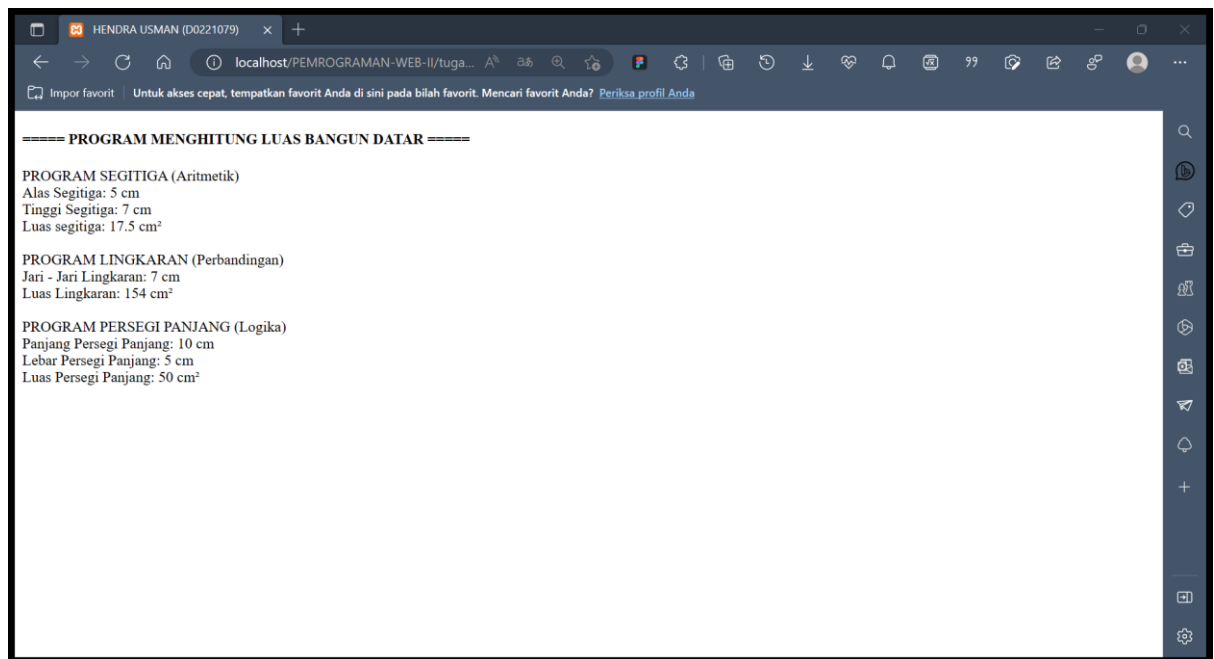 HENDRA USMAN (D0221079)
localhost/PEMROGRAMAN-WEB-II/tuga...
Impor favorit Untuk akses cepat, tempatkan favorit Anda di sini pada bilah favorit. Mencari favorit Anda? Periksa profil Anda
===== PROGRAM MENGHITUNG LUAS BANGUN DATAR =====
PROGRAM SEGITIGA (Aritmetik)
Alas Segitiga: 5 cm
Tinggi Segitiga: 7 cm
Luas segitiga: 17.5 cm²
PROGRAM LINGKARAN (Perbandingan)
Jari - Jari Lingkaran: 7 cm
Luas Lingkaran: 154 cm²
PROGRAM PERSEGI PANJANG (Logika)
Panjang Persegi Panjang: 10 cm
Lebar Persegi Panjang: 5 cm
Luas Persegi Panjang: 50 cm²